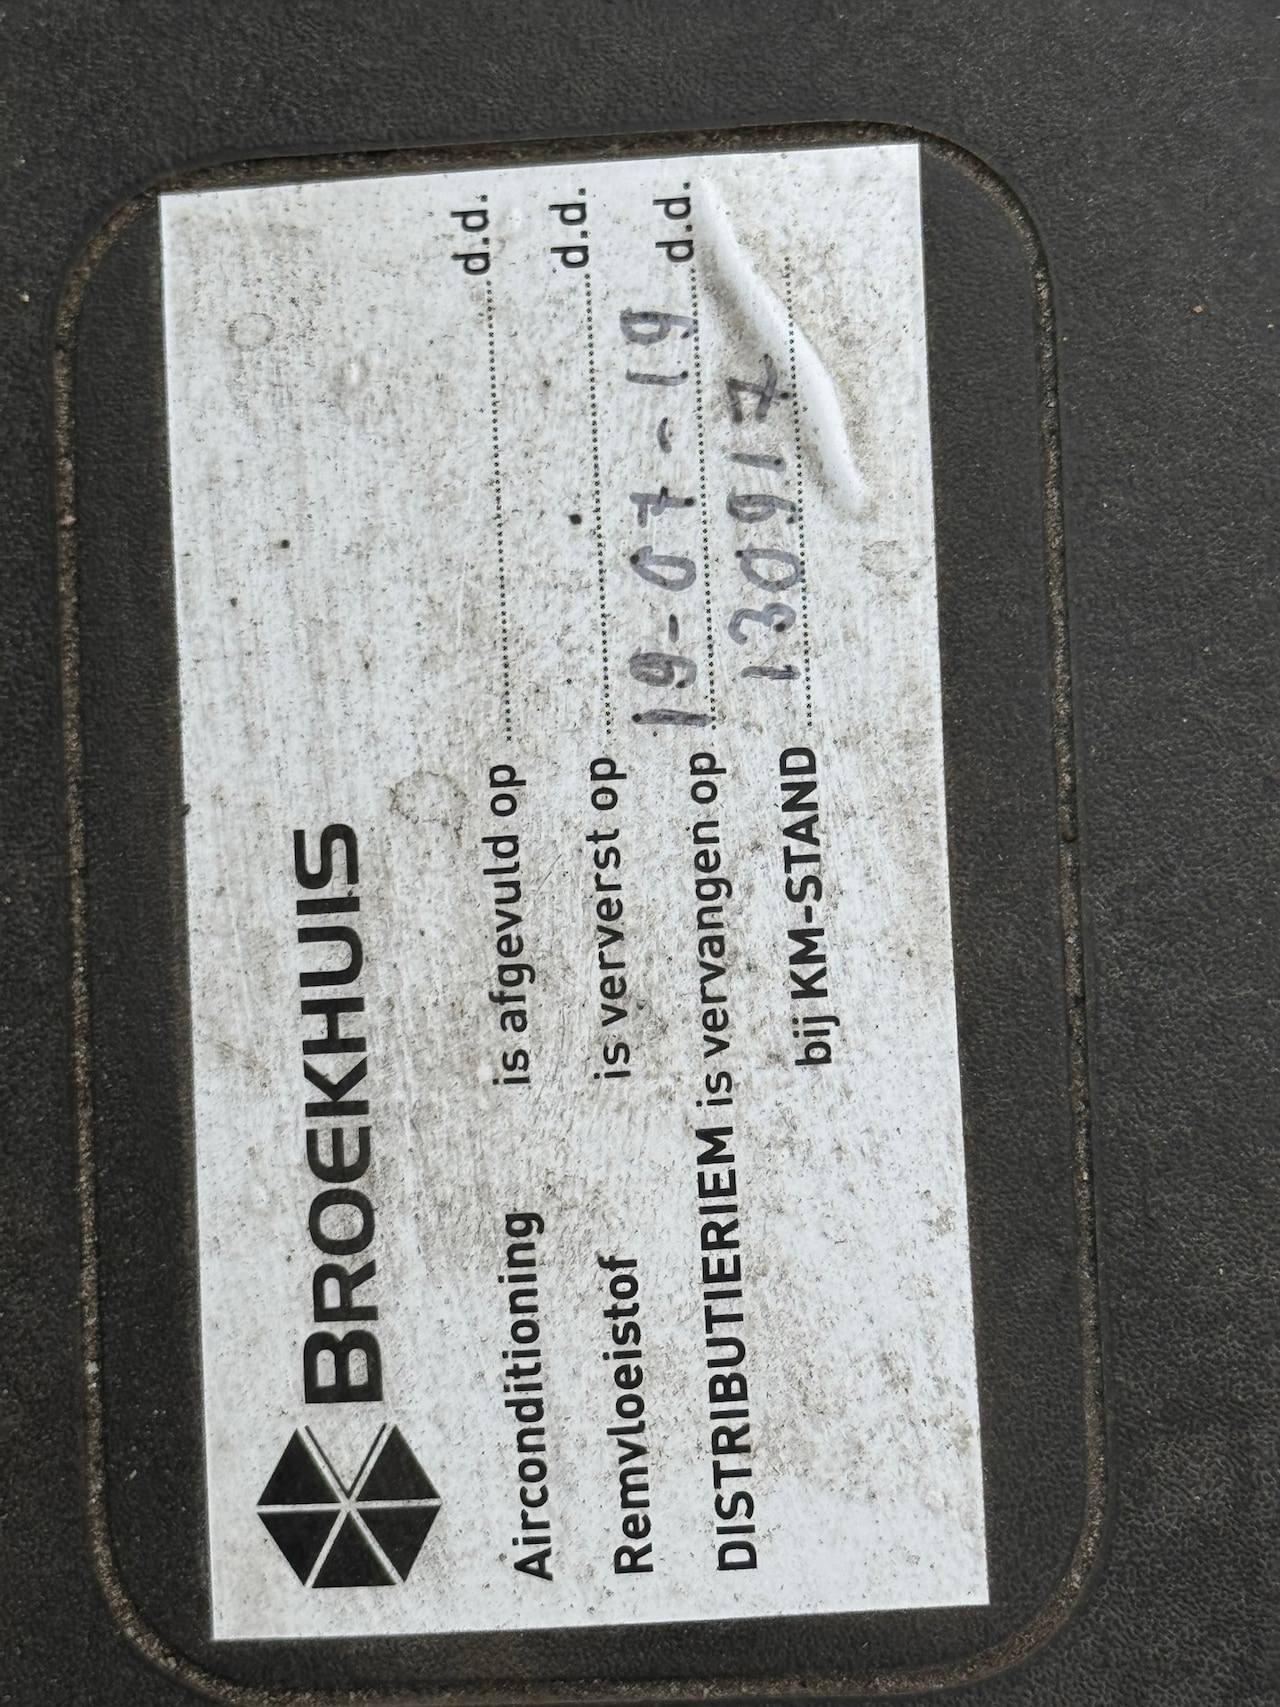 BROEKHUIS
Airconditioning is afgevuld op .................... d.d.
Remvloeistof is ververst op .................... d.d.
DISTRIBUTIERIEM is vervangen op 19-07-19 d.d.
bij KM-STAND 130917